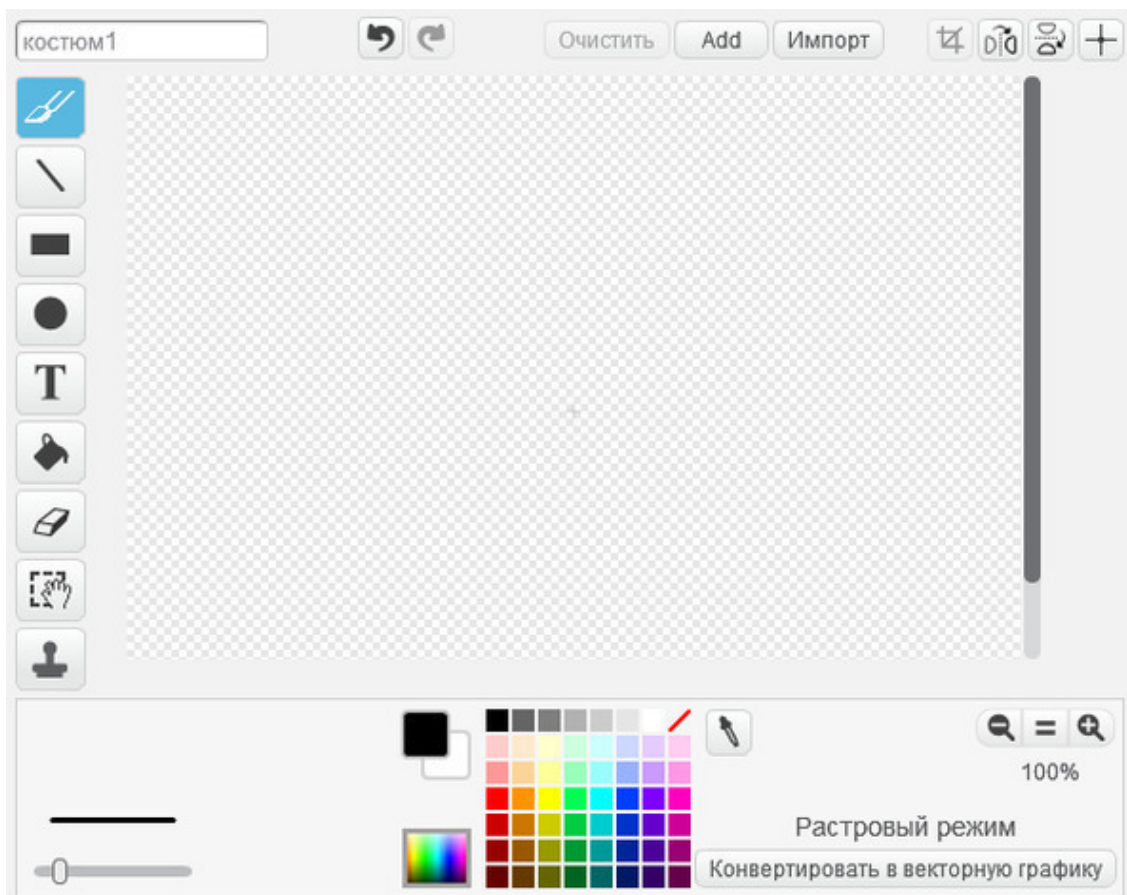 костюм1
Очистить Add Импорт
T
100%
Растровый режим
Конвертировать в векторную графику